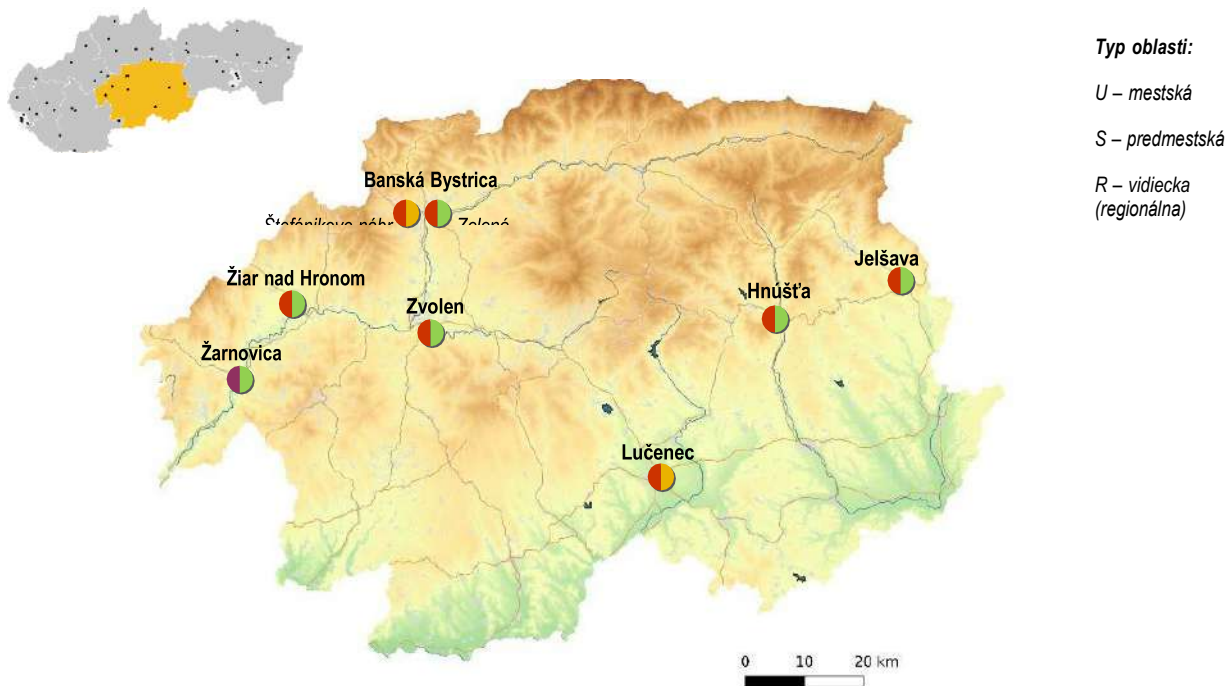 Typ oblasti:
U – mestská
S – predmestská
R – vidiecka
(regionálna)
Banská Bystrica
Jelšava
Žiar nad Hronom
Hnúšťa
Zvolen
Žarnovica
Lučenec
0 10 20 km